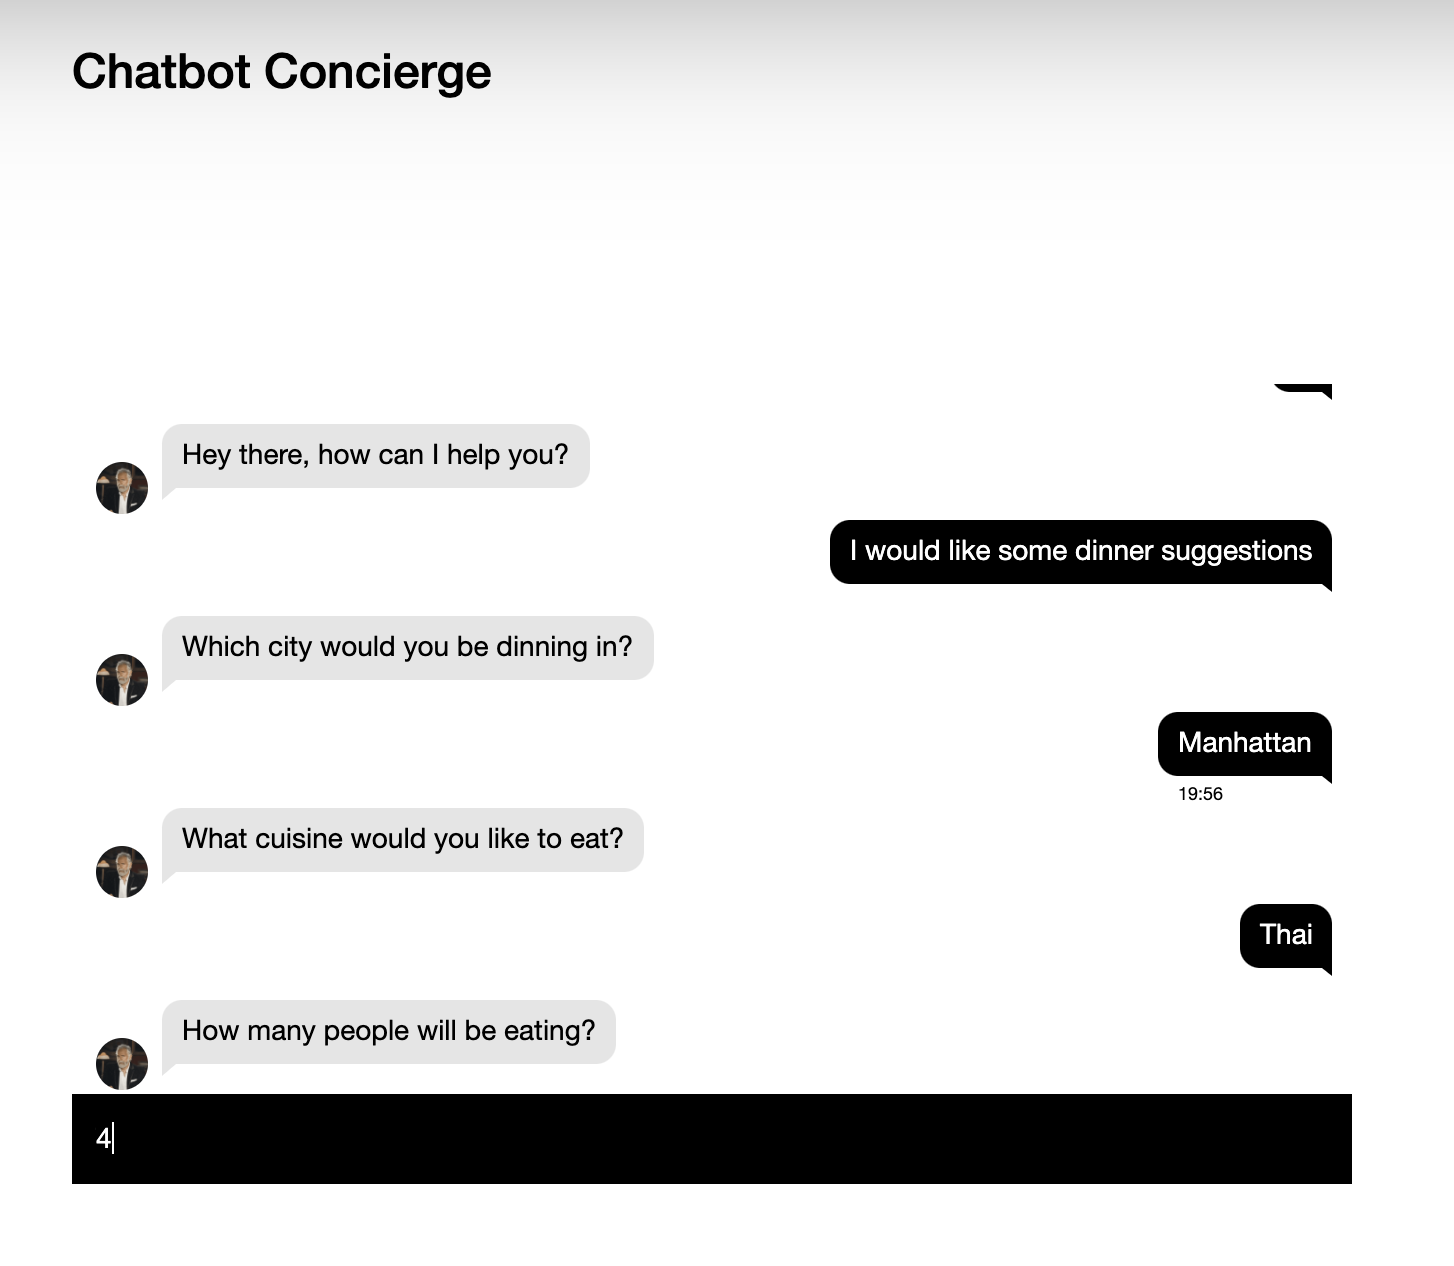 Chatbot Concierge
Hey there, how can I help you?
I would like some dinner suggestions
Which city would you be dinning in?
Manhattan
19:56
What cuisine would you like to eat?
Thai
How many people will be eating?
4